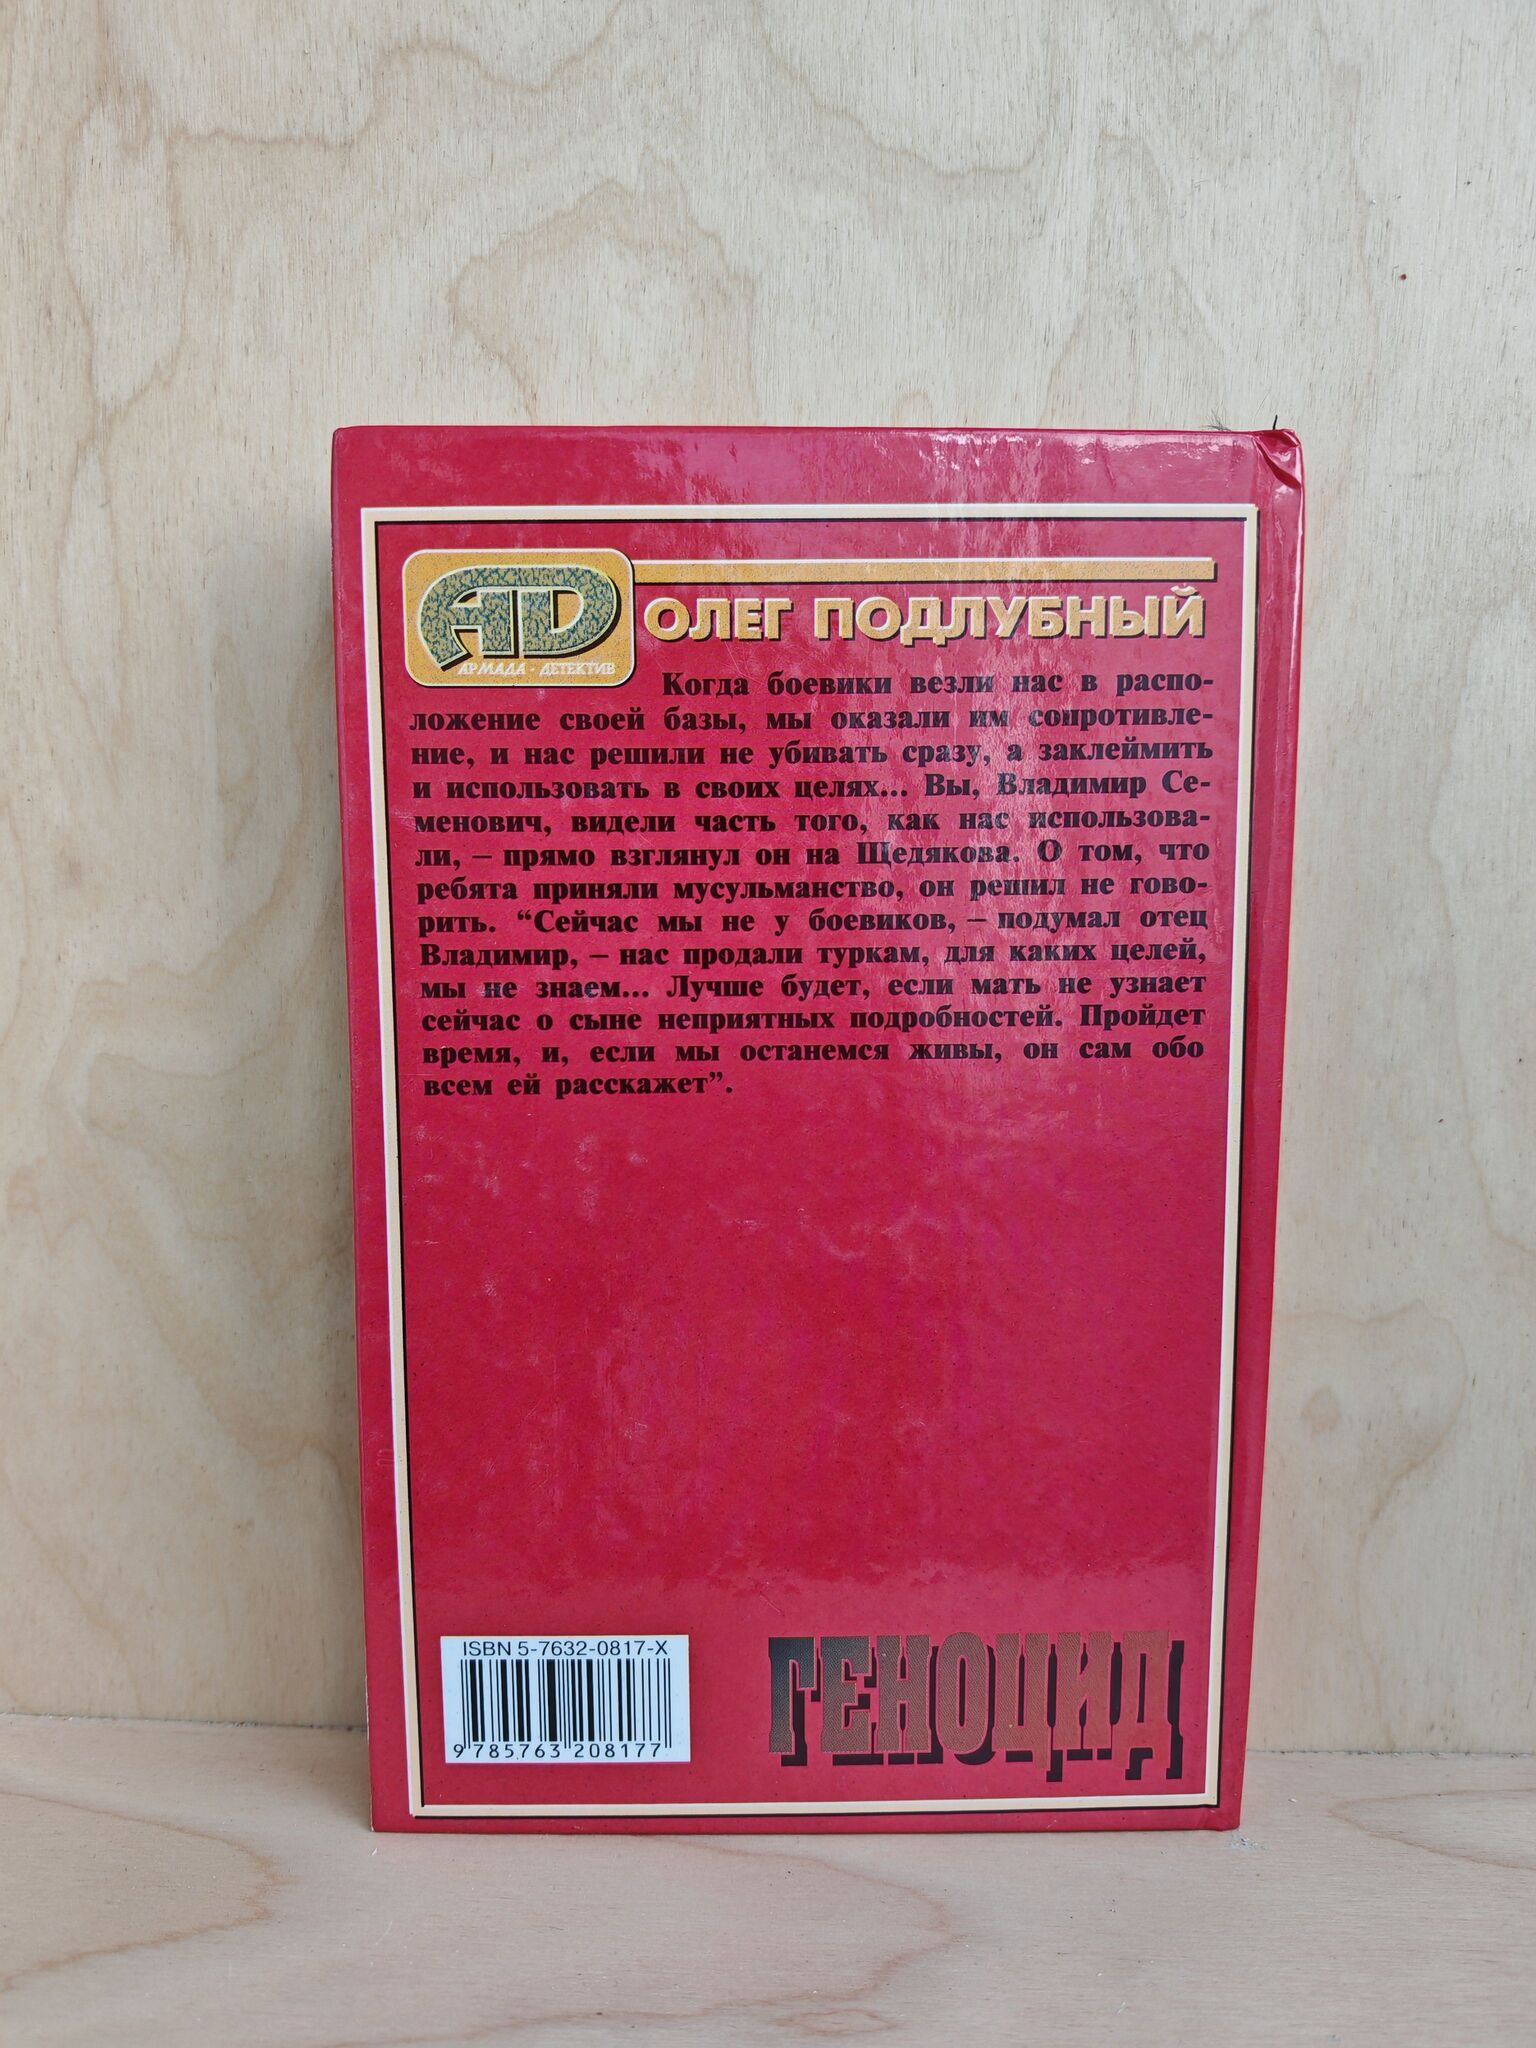 AD
АРМАДА · ДЕТЕКТИВ
ОЛЕГ ПОДЛУБНЫЙ
Когда боевики везли нас в распо-
ложение своей базы, мы оказали им сопротивле-
ние, и нас решили не убивать сразу, а заклеймить
и использовать в своих целях... Вы, Владимир Се-
менович, видели часть того, как нас использова-
ли, – прямо взглянул он на Щедякова. О том, что
ребята приняли мусульманство, он решил не гово-
рить. “Сейчас мы не у боевиков, – подумал отец
Владимир, – нас продали туркам, для каких целей,
мы не знаем... Лучше будет, если мать не узнает
сейчас о сыне неприятных подробностей. Пройдет
время, и, если мы останемся живы, он сам обо
всем ей расскажет”.
ISBN 5-7632-0817-X
9 785763 208177
ГЕНОЦИД